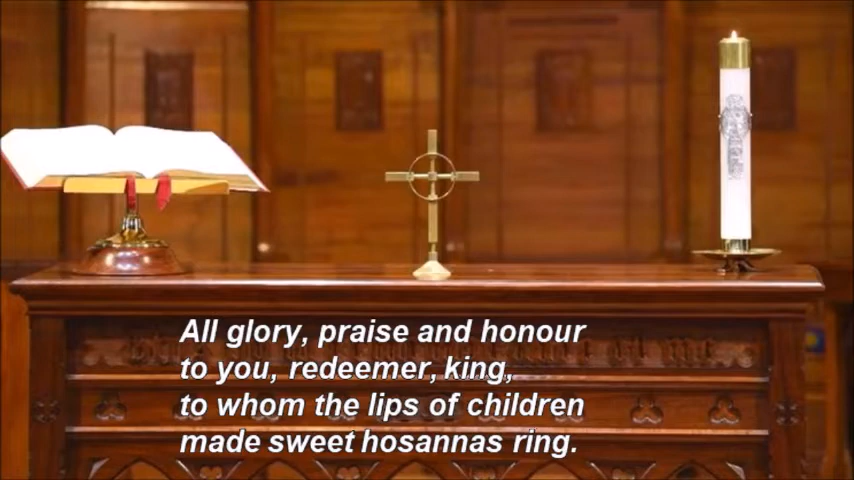 All glory, praise and honour
to you, redeemer, king,
to whom the lips of children
made sweet hosannas ring.